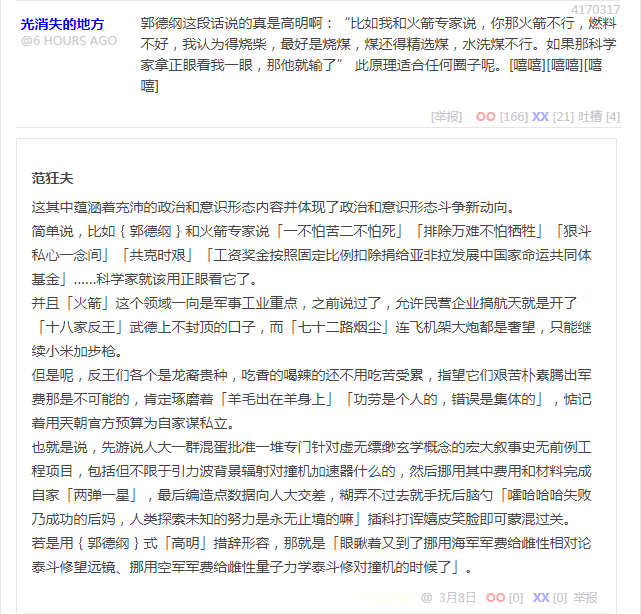 4170317
光消失的地方
@6 HOURS AGO
郭德纲这段话说的真是高明啊：“比如我和火箭专家说，你那火箭不行，燃料
不好，我认为得烧柴，最好是烧煤，煤还得精选煤，水洗煤不行。如果那科学
家拿正眼看我一眼，那他就输了” 此原理适合任何圈子呢。[嘻嘻][嘻嘻][嘻
嘻]
[举报] OO [166] XX [21] 吐槽 [4]
范狂夫
这其中蕴涵着充沛的政治和意识形态内容并体现了政治和意识形态斗争新动向。
简单说，比如｛郭德纲｝和火箭专家说「一不怕苦二不怕死」「排除万难不怕牺牲」「狠斗
私心一念间」「共克时艰」「工资奖金按照固定比例扣除捐给亚非拉发展中国家命运共同体
基金」……科学家就该用正眼看它了。
并且「火箭」这个领域一向是军事工业重点，之前说过了，允许民营企业搞航天就是开了
「十八家反王」武德上不封顶的口子，而「七十二路烟尘」连飞机架大炮都是奢望，只能继
续小米加步枪。
但是呢，反王们各个是龙裔贵种，吃香的喝辣的还不用吃苦受累，指望它们艰苦朴素腾出军
费那是不可能的，肯定琢磨着「羊毛出在羊身上」「功劳是个人的，错误是集体的」，惦记
着用天朝官方预算为自家谋私立。
也就是说，先游说人大一群混蛋批准一堆专门针对虚无缥缈玄学概念的宏大叙事史无前例工
程项目，包括但不限于引力波背景辐射对撞机加速器什么的，然后挪用其中费用和材料完成
自家「两弹一星」，最后编造点数据向人大交差，糊弄不过去就手抚后脑勺「嚯哈哈哈失败
乃成功的后妈，人类探索未知的努力是永无止境的嘛」插科打诨嬉皮笑脸即可蒙混过关。
若是用｛郭德纲｝式「高明」措辞形容，那就是「眼瞅着又到了挪用海军军费给雌性相对论
泰斗修望远镜、挪用空军军费给雌性量子力学泰斗修对撞机的时候了」。
@ 3月8日 OO [0] XX [0] 举报